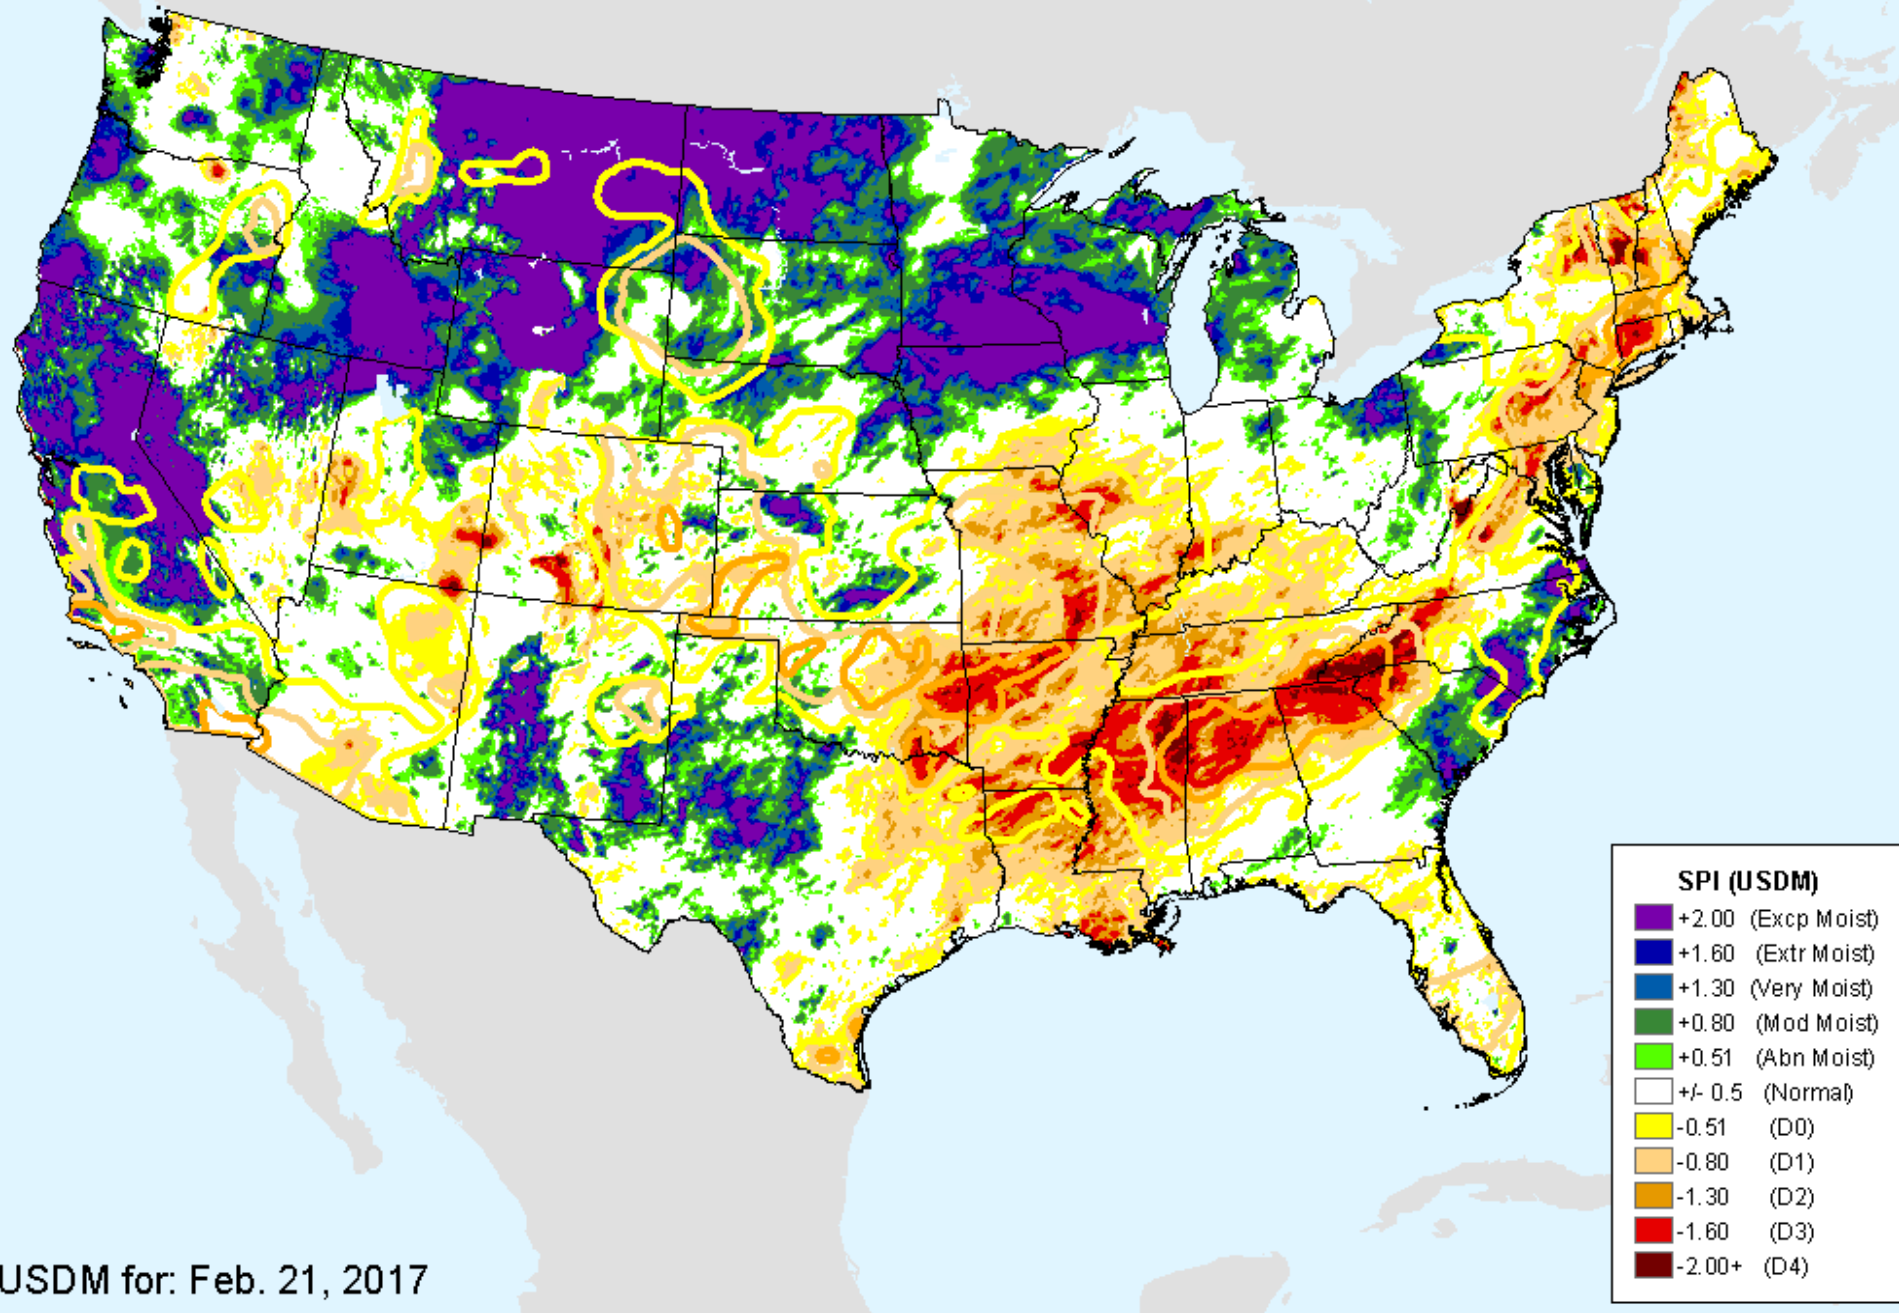 SPI (USDM)
+2.00 (Excp Moist)
+1.60 (Extr Moist)
+1.30 (Very Moist)
+0.80 (Mod Moist)
+0.51 (Abn Moist)
+/- 0.5 (Normal)
-0.51 (D0)
-0.80 (D1)
-1.30 (D2)
-1.60 (D3)
-2.00+ (D4)
USDM for: Feb. 21, 2017